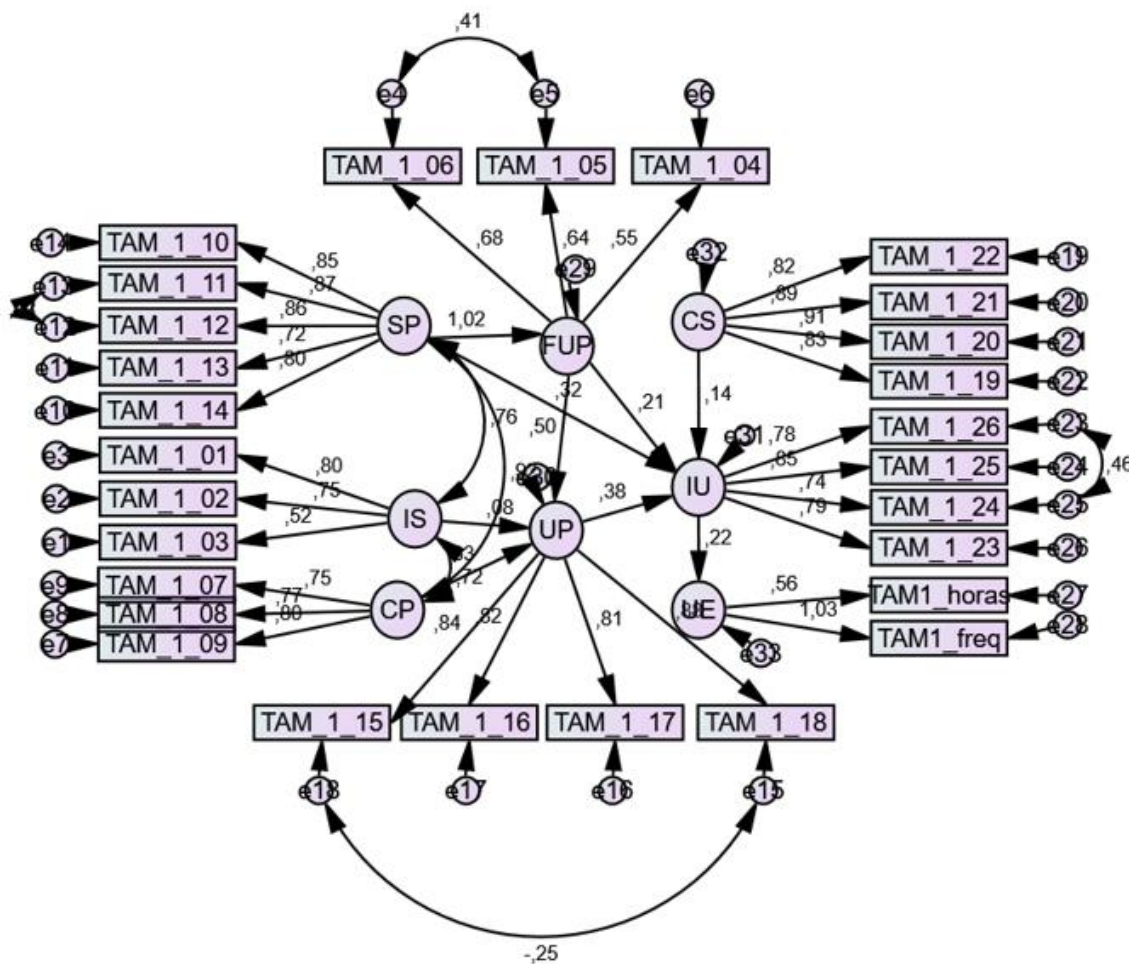 ,41
e4
e5
e6
TAM_1_06
TAM_1_05
TAM_1_04
,68
,64
,55
e29
e32
e14
TAM_1_10
,85
TAM_1_11
,87
TAM_1_12
,86
e11
TAM_1_13
,72
e10
TAM_1_14
,80
SP
1,02
FUP
CS
,82
TAM_1_22
e19
,89
TAM_1_21
e20
,91
TAM_1_20
e21
,83
TAM_1_19
e22
,76
,32
,50
,21
,14
e31
e3
TAM_1_01
,80
e2
TAM_1_02
,75
e1
TAM_1_03
,52
IS
,08
UP
,38
IU
,78
TAM_1_26
e23
,85
TAM_1_25
e24
,46
,74
TAM_1_24
e25
,79
TAM_1_23
e26
,22
e9
TAM_1_07
,75
e8
TAM_1_08
,77
e7
TAM_1_09
,80
CP
,72
UE
,56
TAM1_horas
e27
1,03
TAM1_freq
e28
e33
,84
,82
,81
TAM_1_15
TAM_1_16
TAM_1_17
TAM_1_18
e18
e17
e16
e15
-,25